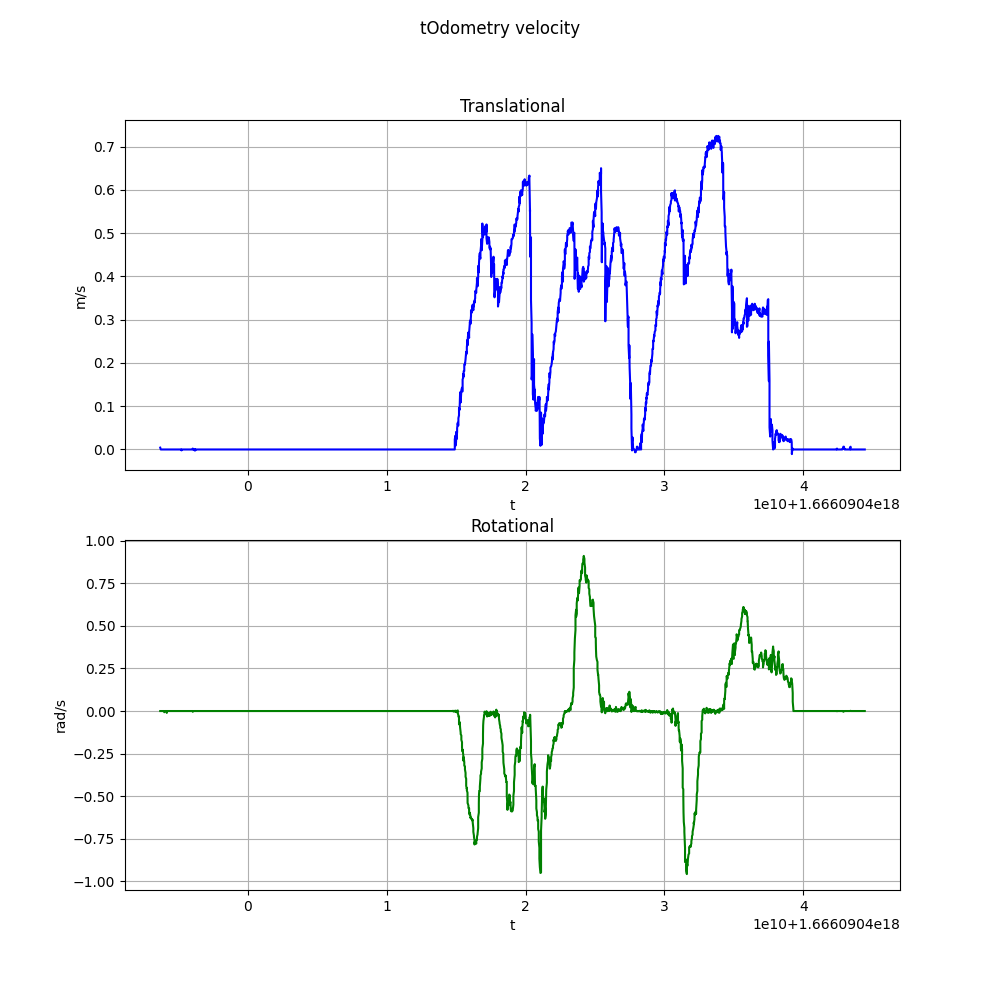 tOdometry velocity
Translational
0.7
0.6
0.5
0.4
0.3
0.2
0.1
0.0
m/s
0 1 2 3 4
t
1e10+1.6660904e18
Rotational
1.00
0.75
0.50
0.25
0.00
−0.25
−0.50
−0.75
−1.00
rad/s
0 1 2 3 4
t
1e10+1.6660904e18